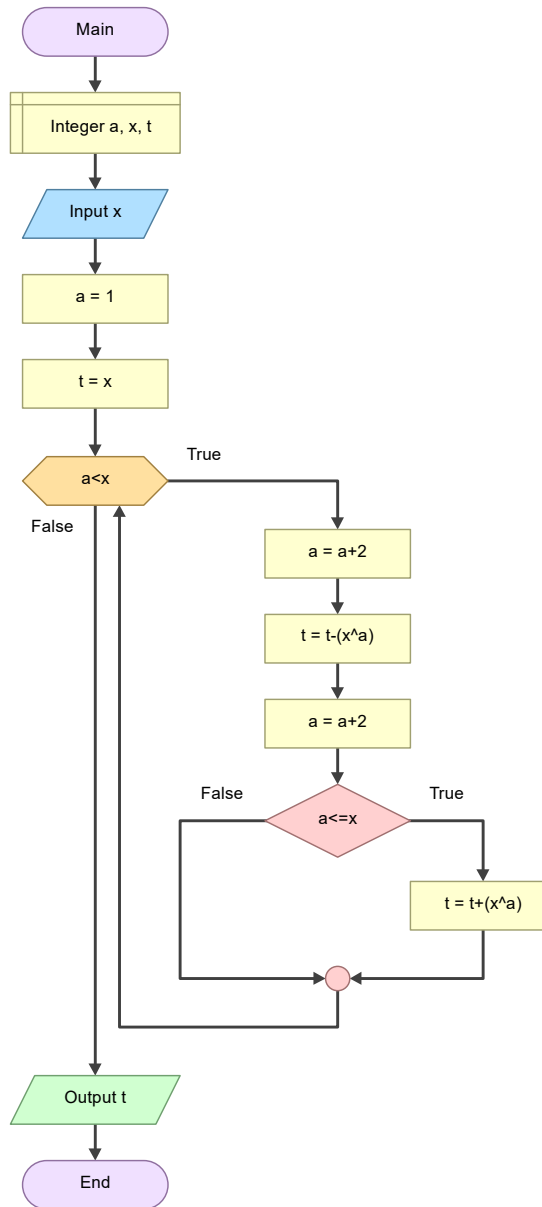 Main
Integer a, x, t
Input x
a = 1
t = x
a<x
True
False
a = a+2
t = t-(x^a)
a = a+2
False
True
a<=x
t = t+(x^a)
Output t
End